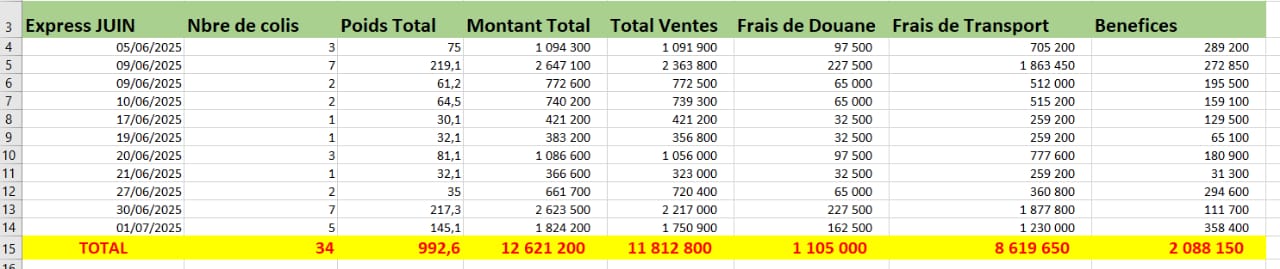 3 Express JUIN Nbre de colis Poids Total Montant Total Total Ventes Frais de Douane Frais de Transport Benefices
4 05/06/2025 3 75 1 094 300 1 091 900 97 500 705 200 289 200
5 09/06/2025 7 219,1 2 647 100 2 363 800 227 500 1 863 450 272 850
6 09/06/2025 2 61,2 772 600 772 500 65 000 512 000 195 500
7 10/06/2025 2 64,5 740 200 739 300 65 000 515 200 159 100
8 17/06/2025 1 30,1 421 200 421 200 32 500 259 200 129 500
9 19/06/2025 1 32,1 383 200 356 800 32 500 259 200 65 100
10 20/06/2025 3 81,1 1 086 600 1 056 000 97 500 777 600 180 900
11 21/06/2025 1 32,1 366 600 323 000 32 500 259 200 31 300
12 27/06/2025 2 35 661 700 720 400 65 000 360 800 294 600
13 30/06/2025 7 217,3 2 623 500 2 217 000 227 500 1 877 800 111 700
14 01/07/2025 5 145,1 1 824 200 1 750 900 162 500 1 230 000 358 400
15 TOTAL 34 992,6 12 621 200 11 812 800 1 105 000 8 619 650 2 088 150
16